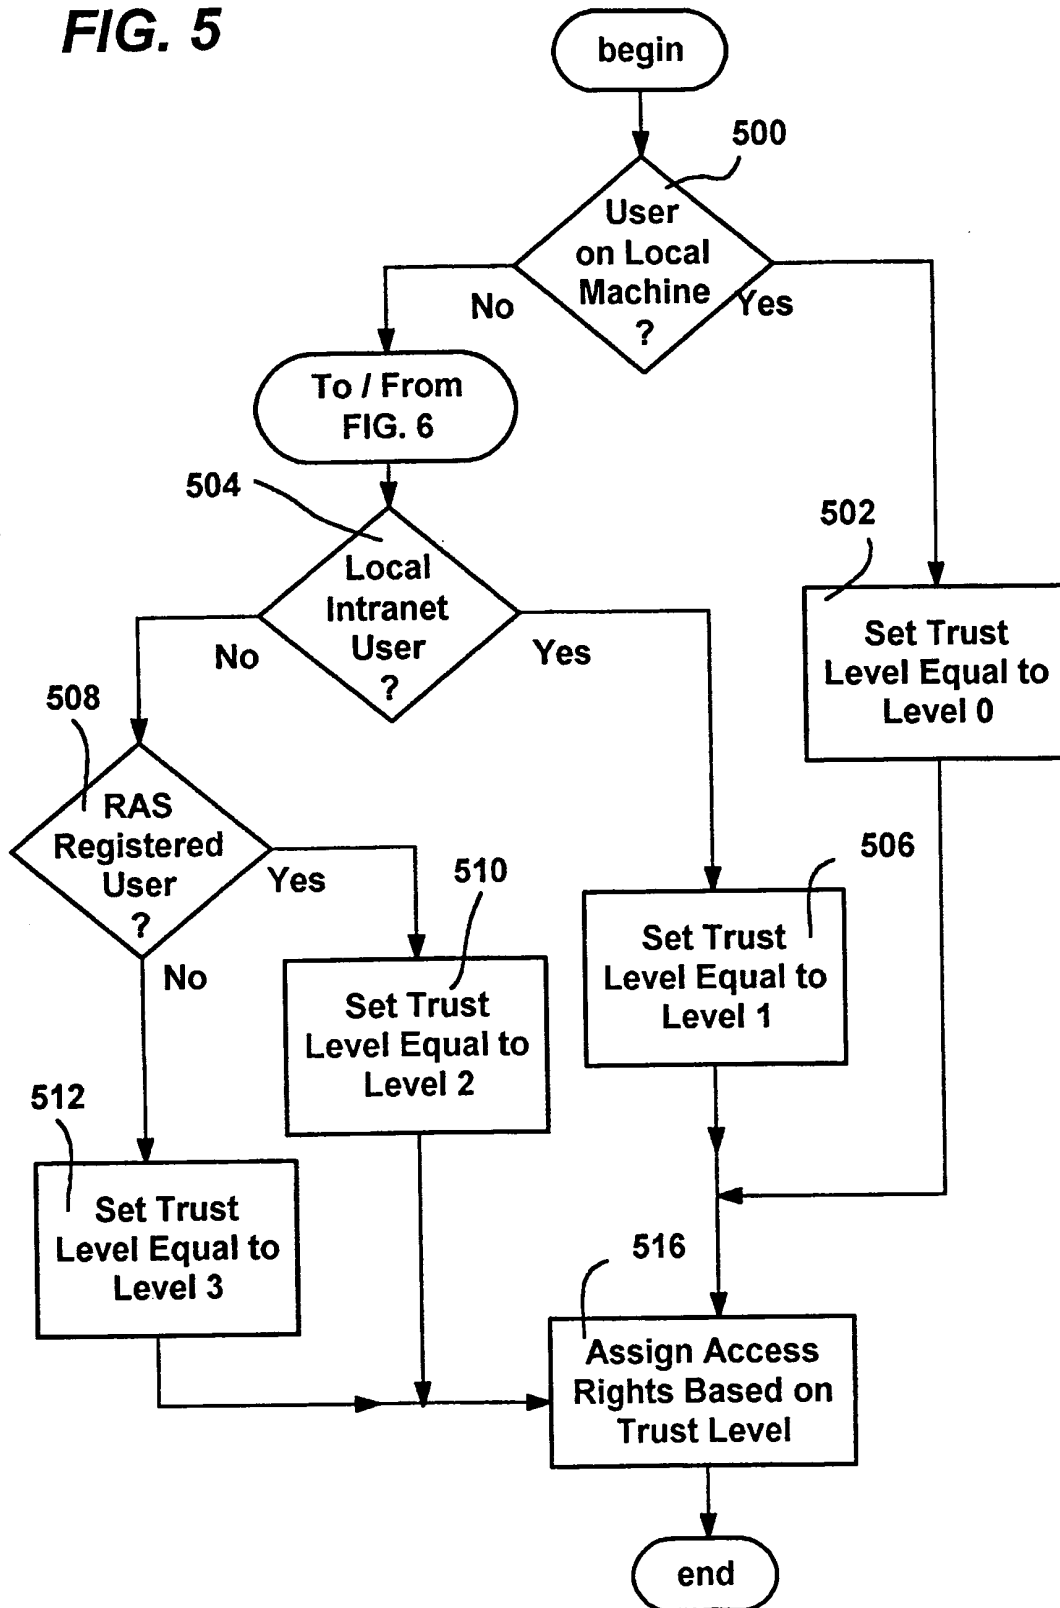 FIG. 5
begin
500
User
on Local
Machine
?
No
Yes
To / From
FIG. 6
504
Local
Intranet
User
?
No
Yes
502
Set Trust
Level Equal to
Level 0
508
RAS
Registered
User
?
Yes
No
510
Set Trust
Level Equal to
Level 2
506
Set Trust
Level Equal to
Level 1
512
Set Trust
Level Equal to
Level 3
516
Assign Access
Rights Based on
Trust Level
end